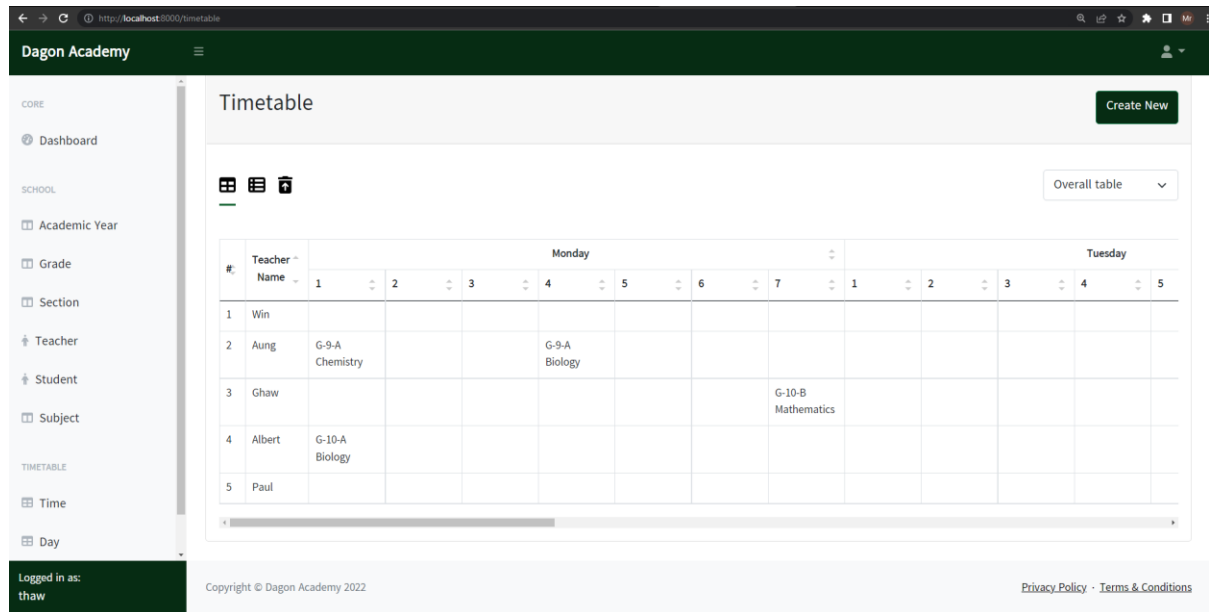 http://localhost:8000/timetable
Mr
Dagon Academy
CORE
Dashboard
SCHOOL
Academic Year
Grade
Section
Teacher
Student
Subject
TIMETABLE
Time
Day
Logged in as:
thaw
Timetable
Create New
Overall table
# Teacher Name Monday Tuesday
1 2 3 4 5 6 7 1 2 3 4 5
1 Win
2 Aung G-9-A G-9-A
Chemistry Biology
3 Ghaw G-10-B
Mathematics
4 Albert G-10-A
Biology
5 Paul
Copyright © Dagon Academy 2022
Privacy Policy · Terms & Conditions